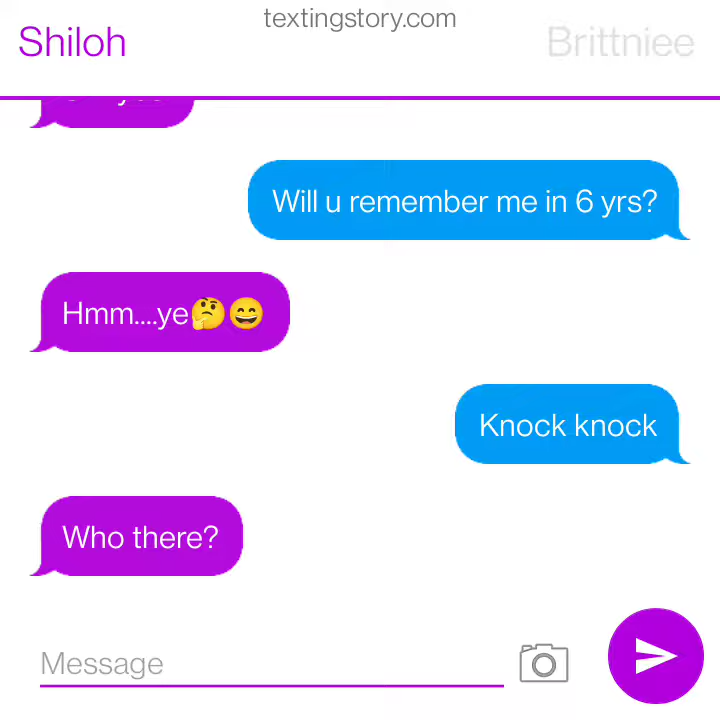 textingstory.com
Shiloh
Brittniee
Will u remember me in 6 yrs?
Hmm....ye🤔😄
Knock knock
Who there?
Message